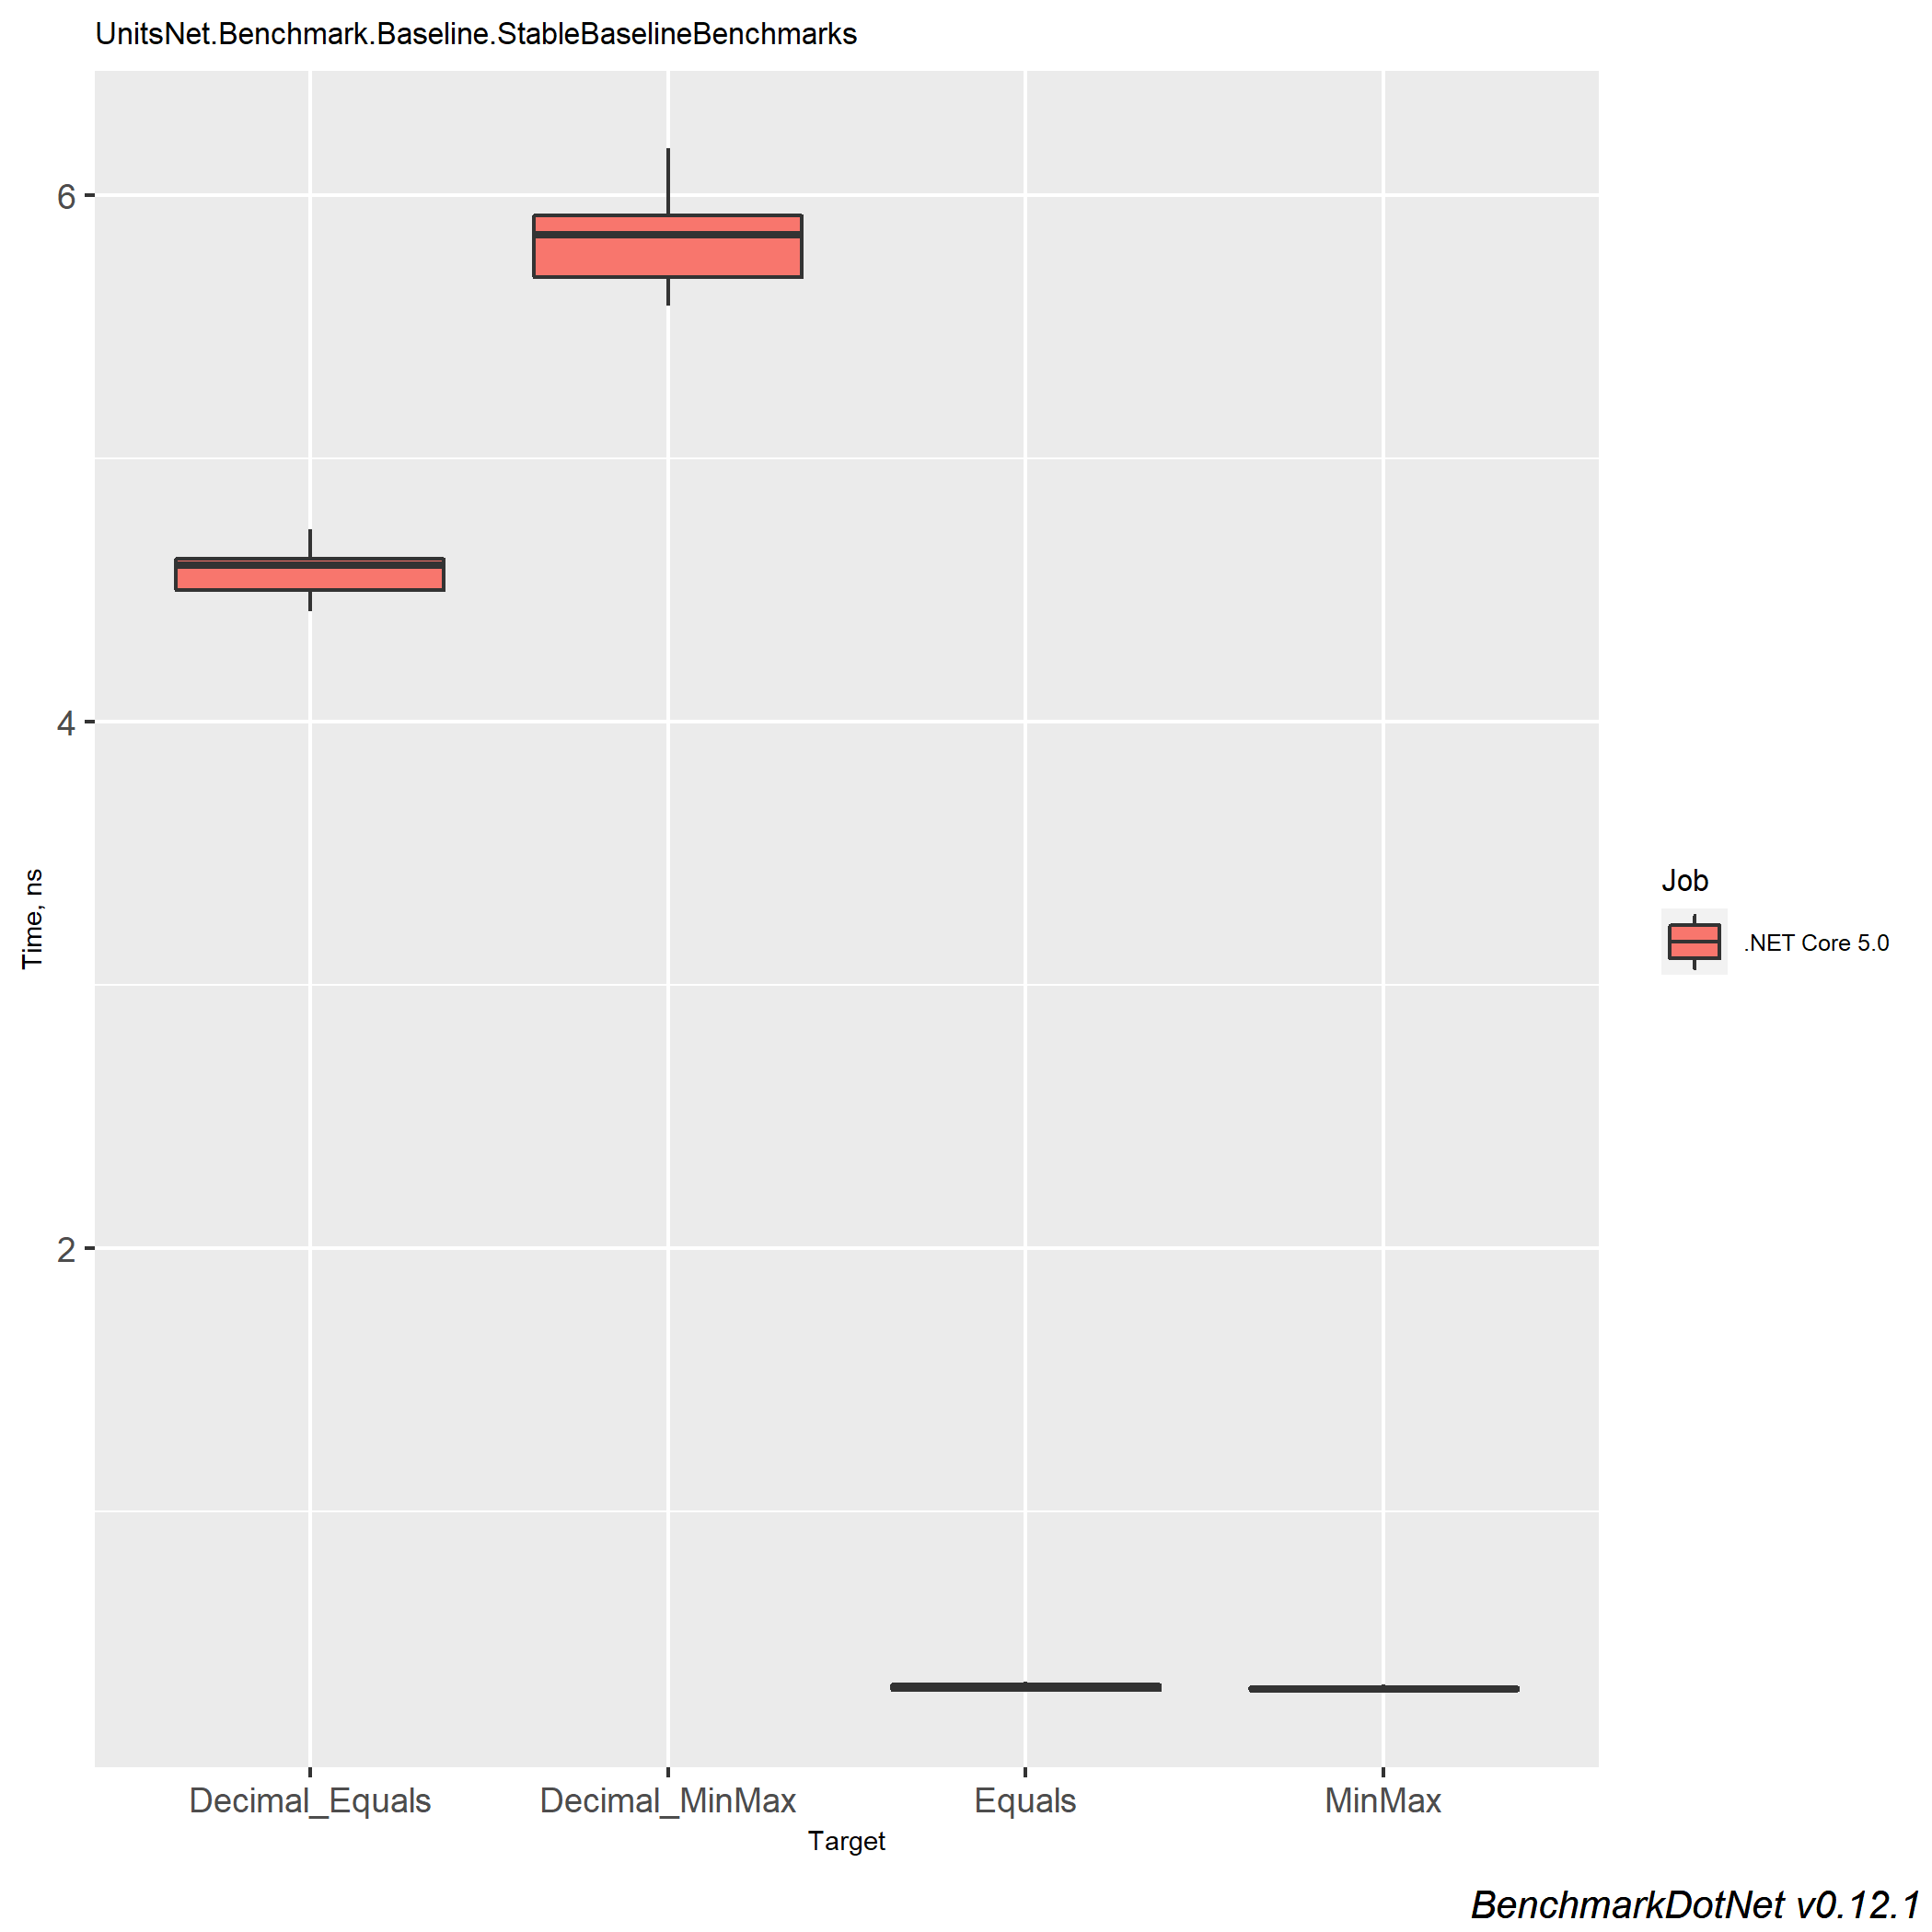 UnitsNet.Benchmark.Baseline.StableBaselineBenchmarks
6
4
2
Time, ns
Decimal_Equals Decimal_MinMax Equals MinMax
Target
Job
.NET Core 5.0
BenchmarkDotNet v0.12.1